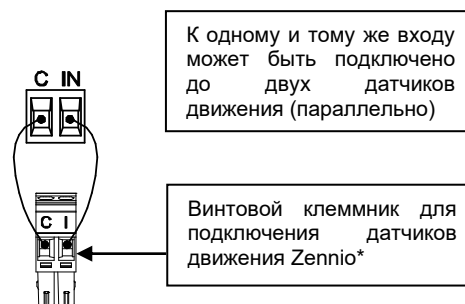 К одному и тому же входу
может быть подключено
до двух датчиков
движения (параллельно)
C IN
C I
Винтовой клеммник для
подключения датчиков
движения Zennio*